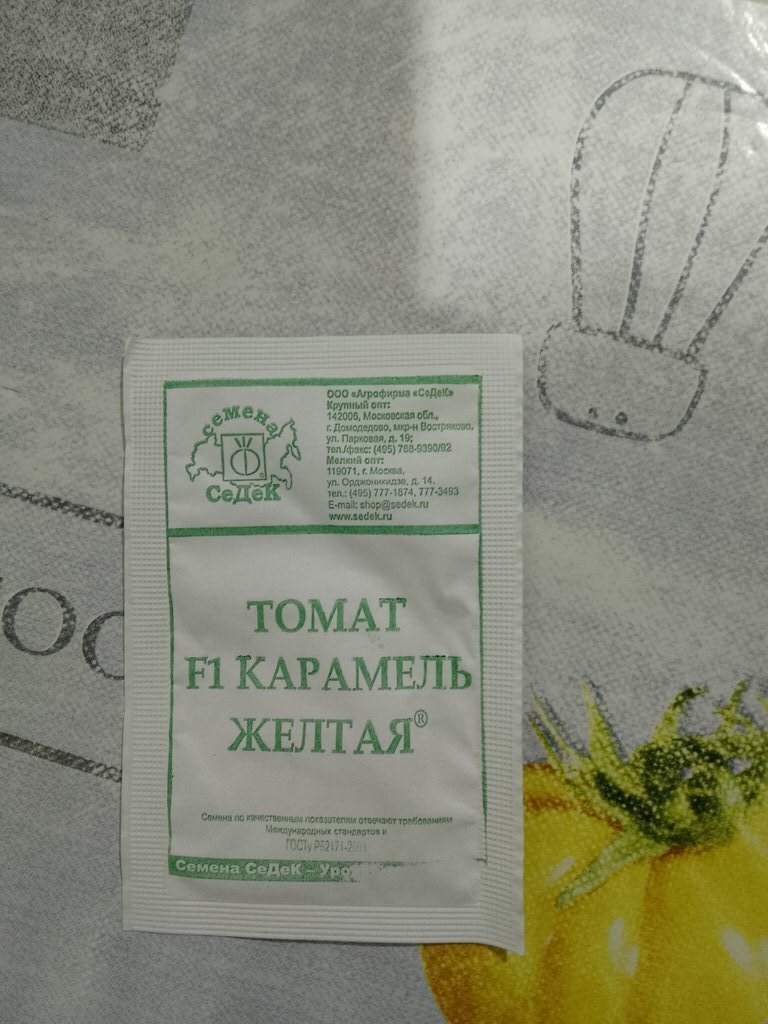 семена
СеДеК
ООО «Агрофирма «СеДеК»
Крупный опт:
142006, Московская обл.,
г. Домодедово, мкр-н Востряково,
ул. Парковая, д. 19;
тел./факс: (495) 788-9390/92
Мелкий опт:
119071, г. Москва,
ул. Орджоникидзе, д. 14.
тел.: (495) 777-1874, 777-3493
E-mail: shop@sedek.ru
www.sedek.ru
ТОМАТ
F1 КАРАМЕЛЬ
ЖЕЛТАЯ®
Семена по качественным показателям отвечают требованиям
Международных стандартов и
ГОСТу
Семена СеДеК –